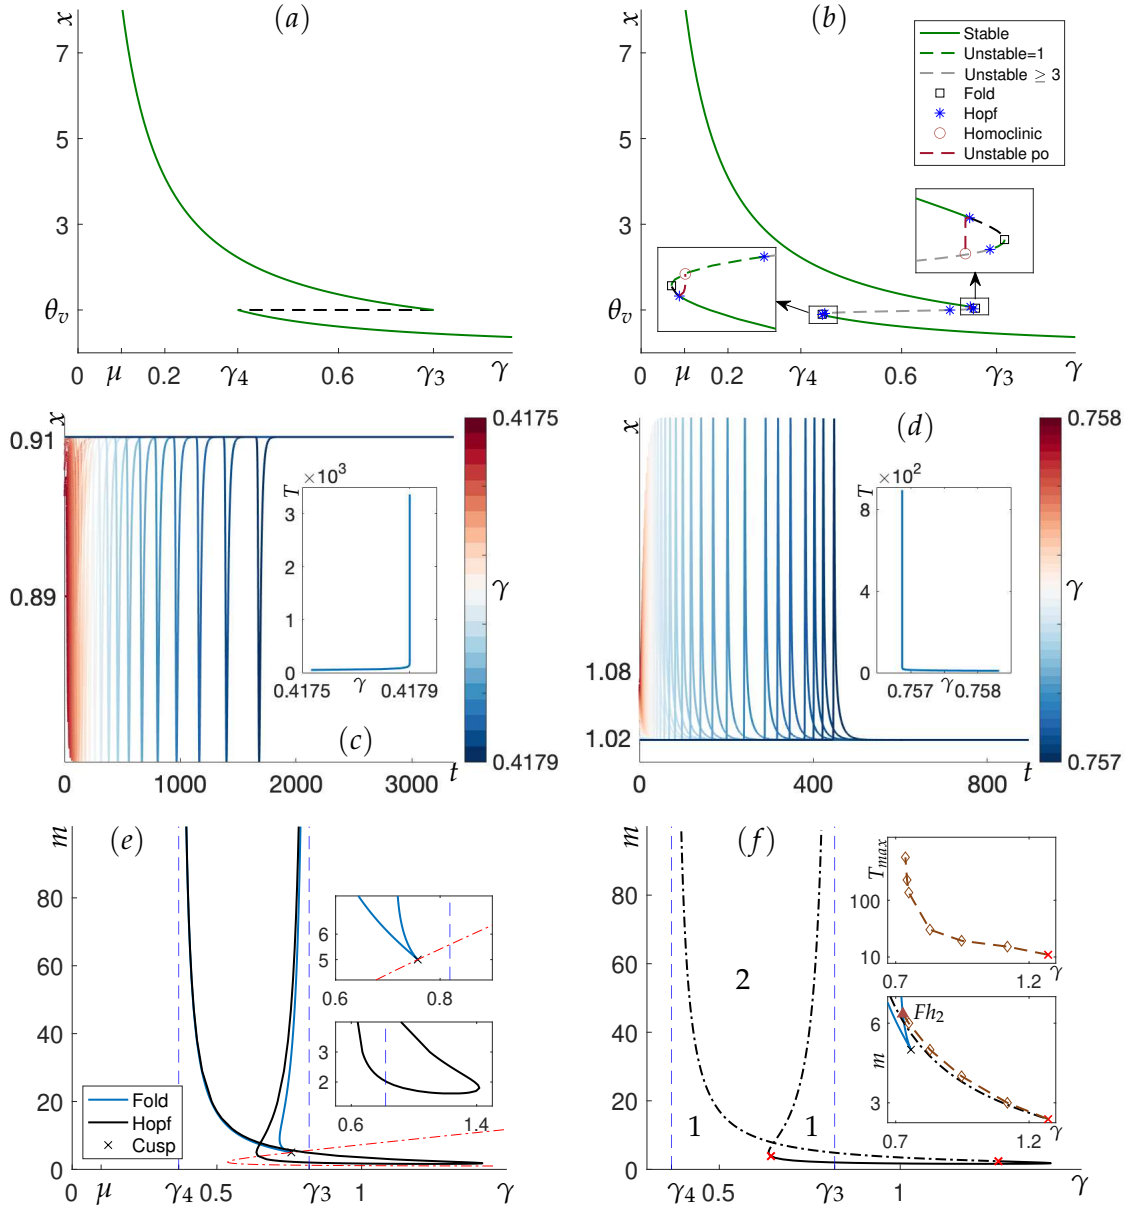 (a)
x
7
5
3
θv
0
μ
0.2
γ4
0.6
γ3
γ
(b)
x
7
5
3
θv
0
μ
0.2
γ4
0.6
γ3
γ
Stable
Unstable=1
Unstable ≥ 3
Fold
Hopf
Homoclinic
Unstable po
(c)
x
0.91
0.89
0
1000
2000
3000
t
T
×10³
3
2
1
0
0.4175
γ
0.4179
0.4175
γ
0.4179
(d)
x
1.08
1.02
0
400
800
t
T
×10²
8
4
0
0.757
γ
0.758
0.758
γ
0.757
(e)
m
80
60
40
20
0
0
μ
γ4
0.5
γ3
1
γ
Fold
Hopf
Cusp
6
5
0.6
0.8
3
2
0.6
1.4
(f)
m
80
60
40
20
0
γ4
0.5
γ3
1
γ
2
1
1
Tmax
100
10
0.7
γ
1.2
Fh2
m
6
3
0.7
γ
1.2